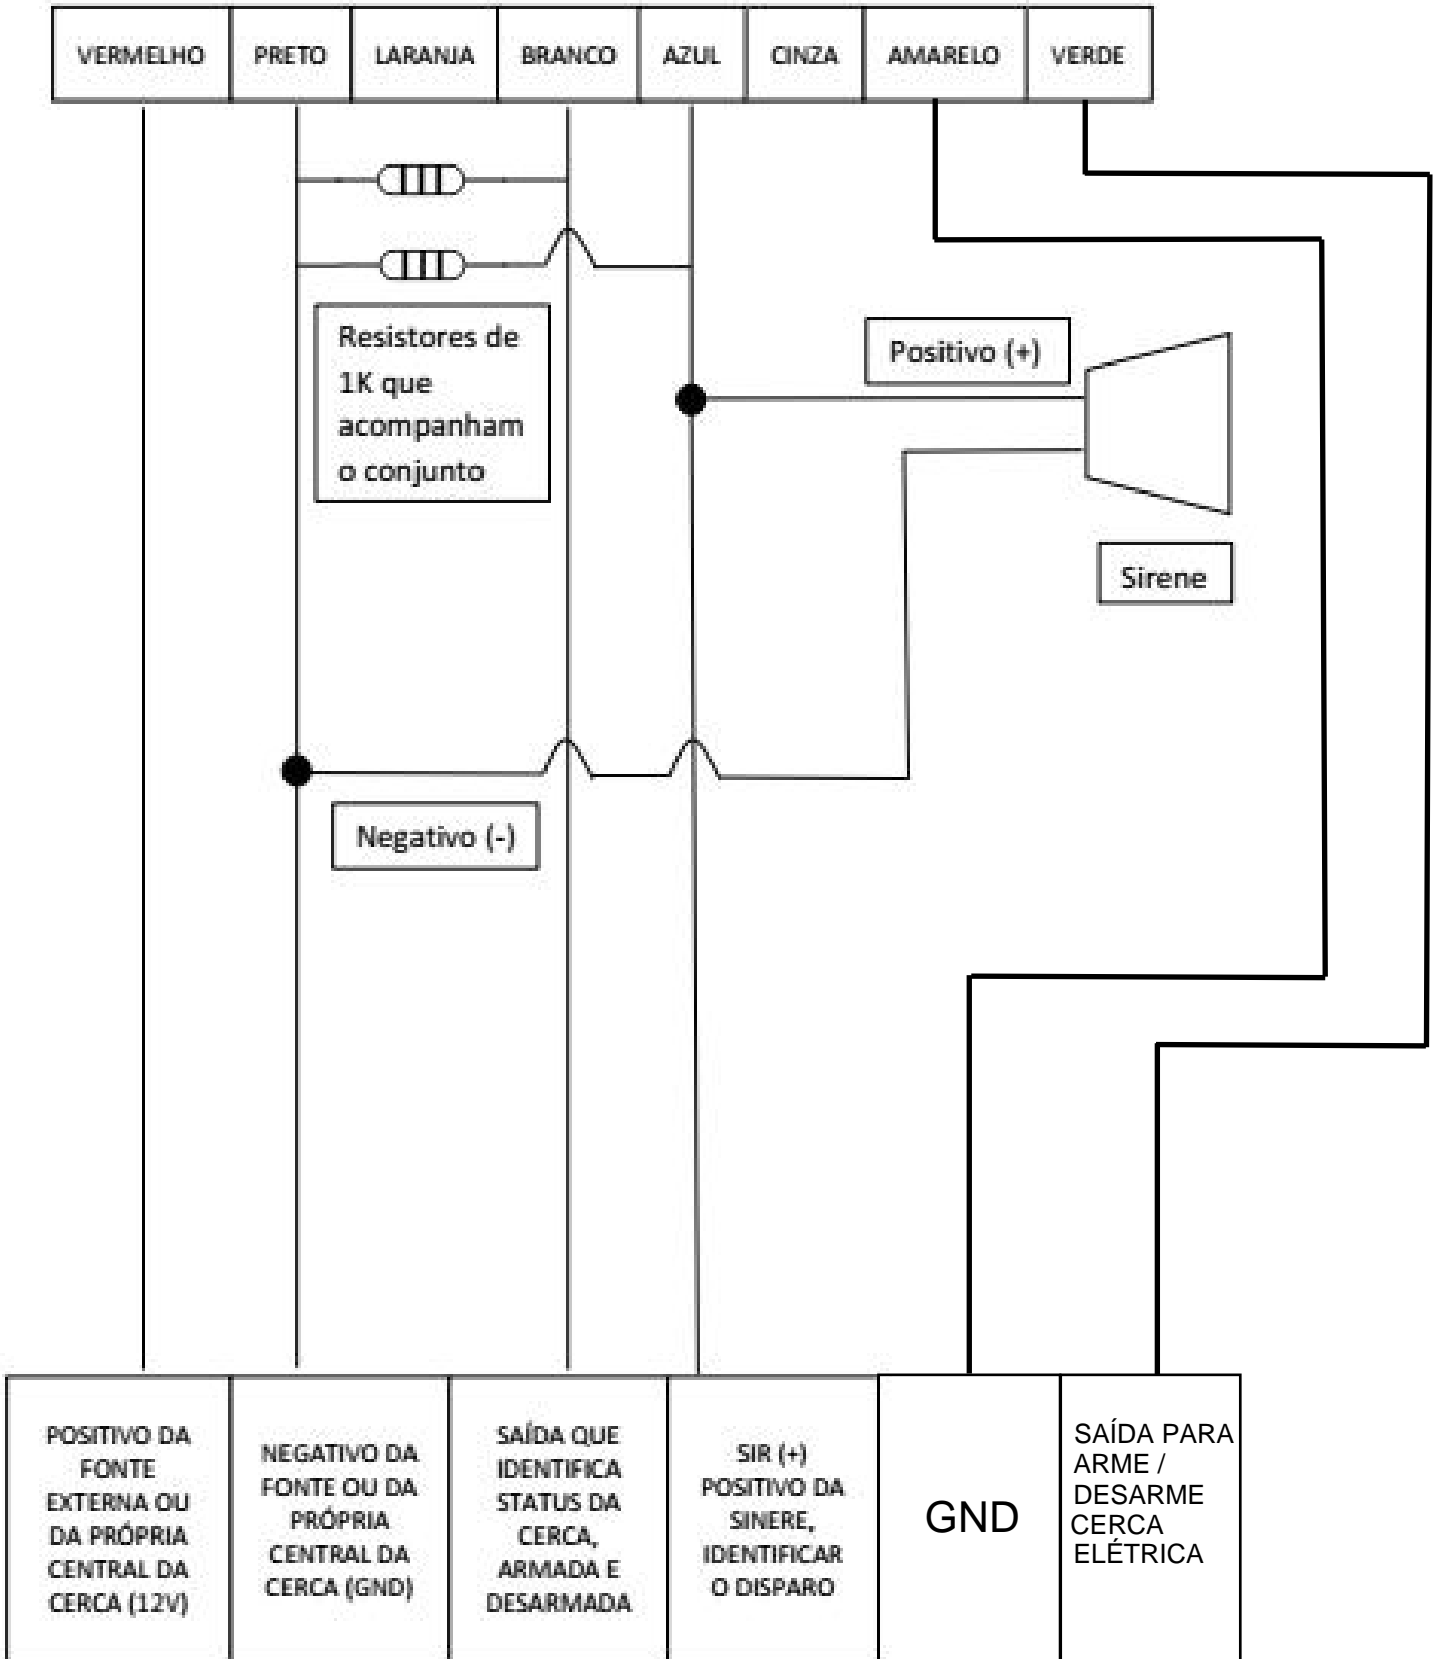 VERMELHO PRETO LARANJA BRANCO AZUL CINZA AMARELO VERDE
Resistores de
1K que
acompanham
o conjunto
Positivo (+)
Sirene
Negativo (-)
POSITIVO DA
FONTE
EXTERNA OU
DA PRÓPRIA
CENTRAL DA
CERCA (12V)
NEGATIVO DA
FONTE OU DA
PRÓPRIA
CENTRAL DA
CERCA (GND)
SAÍDA QUE
IDENTIFICA
STATUS DA
CERCA,
ARMADA E
DESARMADA
SIR (+)
POSITIVO DA
SINERE,
IDENTIFICAR
O DISPARO
GND
SAÍDA PARA
ARME /
DESARME
CERCA
ELÉTRICA